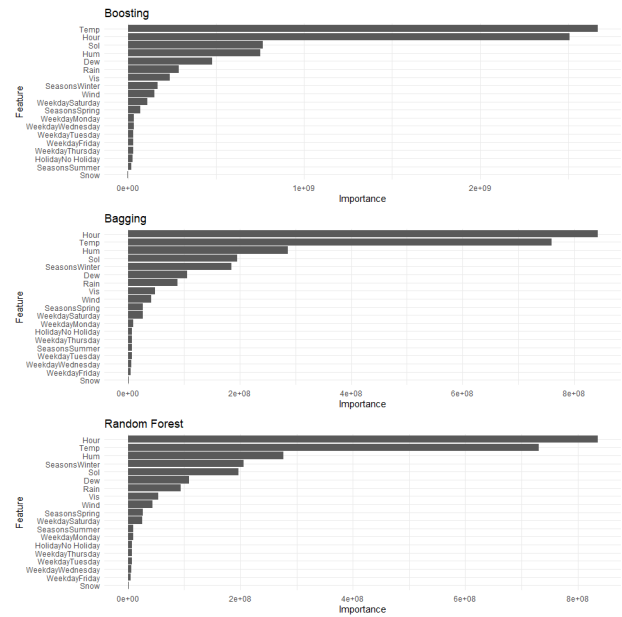 Boosting
Feature
Temp
Hour
Sol
Hum
Dew
Rain
Vis
SeasonsWinter
Wind
WeekdaySaturday
SeasonsSpring
WeekdayMonday
WeekdayWednesday
WeekdayTuesday
WeekdayFriday
WeekdayThursday
HolidayNo Holiday
SeasonsSummer
Snow
0e+00 1e+09 2e+09
Importance
Bagging
Feature
Hour
Temp
Hum
Sol
SeasonsWinter
Dew
Rain
Vis
Wind
SeasonsSpring
WeekdaySaturday
WeekdayMonday
HolidayNo Holiday
WeekdayThursday
SeasonsSummer
WeekdayTuesday
WeekdayWednesday
WeekdayFriday
Snow
0e+00 2e+08 4e+08 6e+08 8e+08
Importance
Random Forest
Feature
Hour
Temp
Hum
SeasonsWinter
Sol
Dew
Rain
Vis
Wind
SeasonsSpring
WeekdaySaturday
SeasonsSummer
WeekdayMonday
HolidayNo Holiday
WeekdayThursday
WeekdayTuesday
WeekdayWednesday
WeekdayFriday
Snow
0e+00 2e+08 4e+08 6e+08 8e+08
Importance